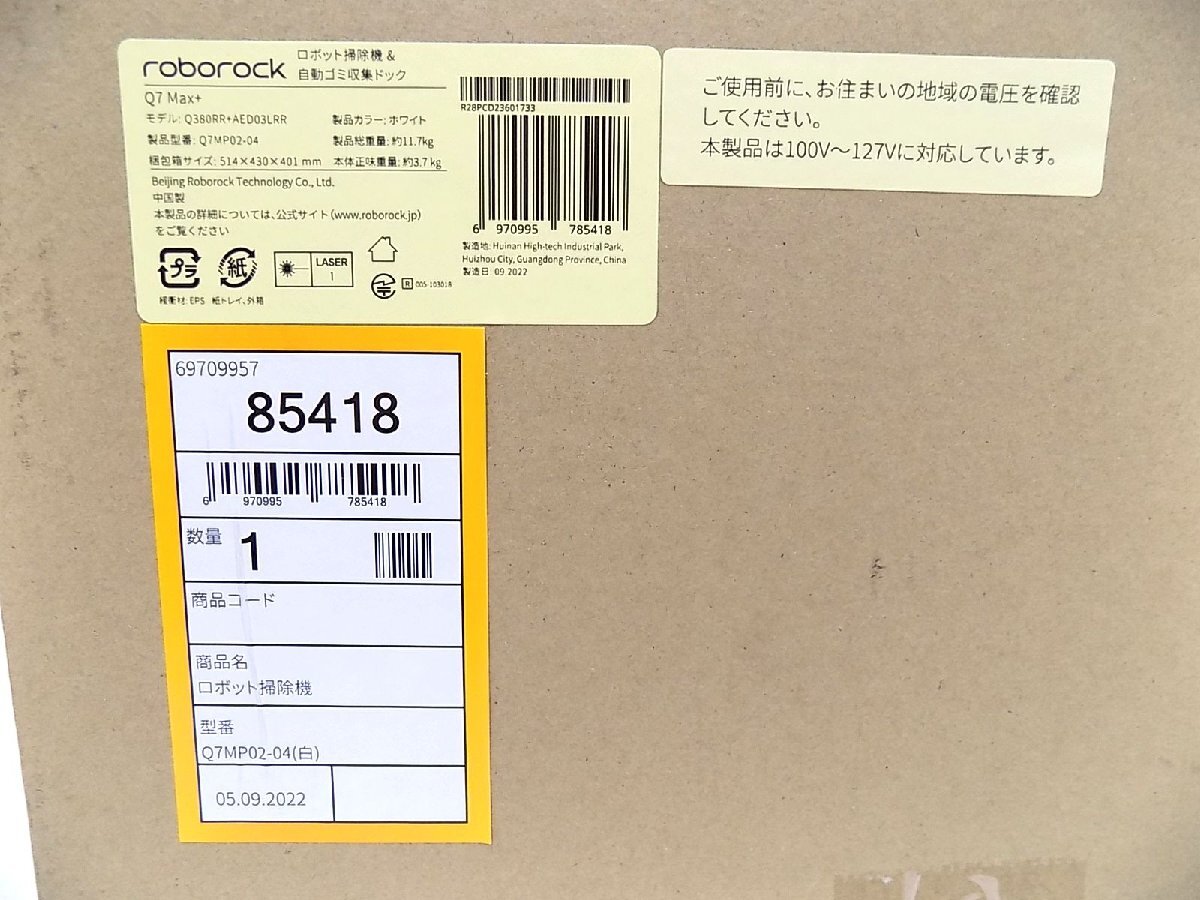 roborock
ロボット掃除機 &
自動ゴミ収集ドック
Q7 Max+
モデル: Q380RR+AED03LRR
製品カラー: ホワイト
製品型番: Q7MP02-04
製品総重量: 約11.7kg
梱包箱サイズ: 514×430×401 mm
本体正味重量: 約3.7 kg
Beijing Roborock Technology Co., Ltd.
中国製
本製品の詳細については、公式サイト（www.roborock.jp）
をご覧ください
プラ
紙
LASER
1
緩衝材: EPS
紙トレイ、外箱
R 005-103018
R28PCD23601733
6 970995 785418
製造地: Huinan High-tech Industrial Park,
Huizhou City, Guangdong Province, China
製造日: 09.2022
ご使用前に、お住まいの地域の電圧を確認
してください。
本製品は100V～127Vに対応しています。
69709957
85418
6 970995 785418
数量 1
商品コード
商品名
ロボット掃除機
型番
Q7MP02-04(白)
05.09.2022